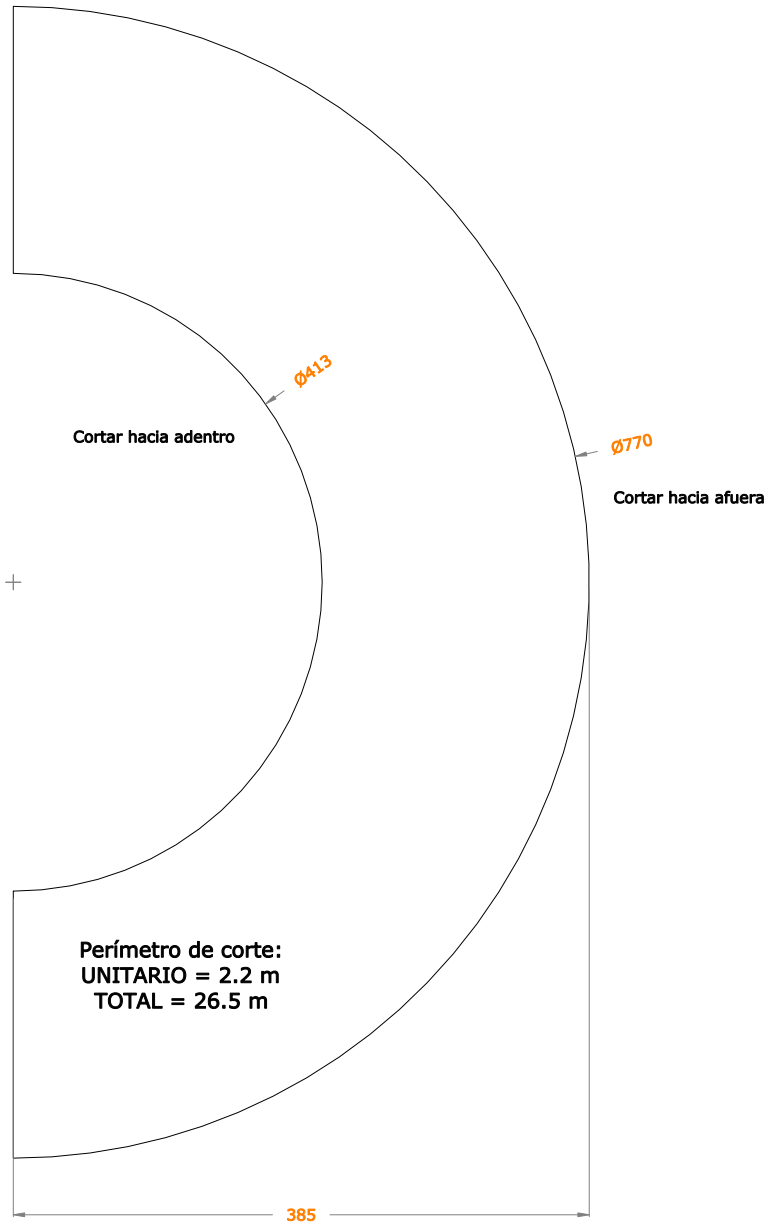 Ø413
Cortar hacia adentro
Ø770
Cortar hacia afuera
Perímetro de corte:
UNITARIO = 2.2 m
TOTAL = 26.5 m
385